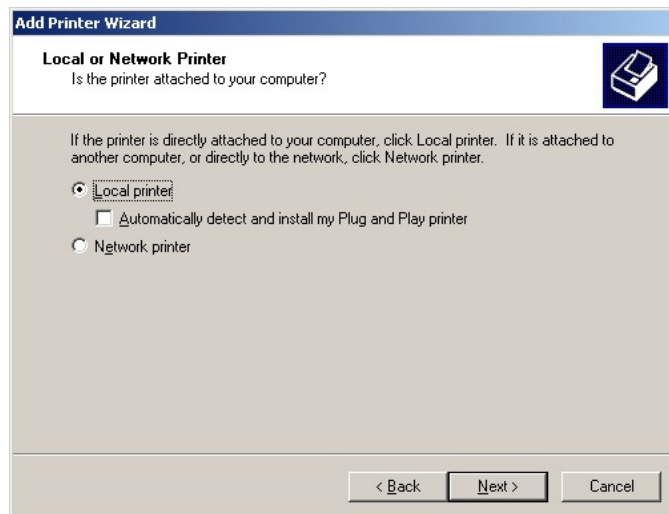 Add Printer Wizard
Local or Network Printer
Is the printer attached to your computer?
If the printer is directly attached to your computer, click Local printer. If it is attached to
another computer, or directly to the network, click Network printer.
Local printer
Automatically detect and install my Plug and Play printer
Network printer
< Back
Next >
Cancel